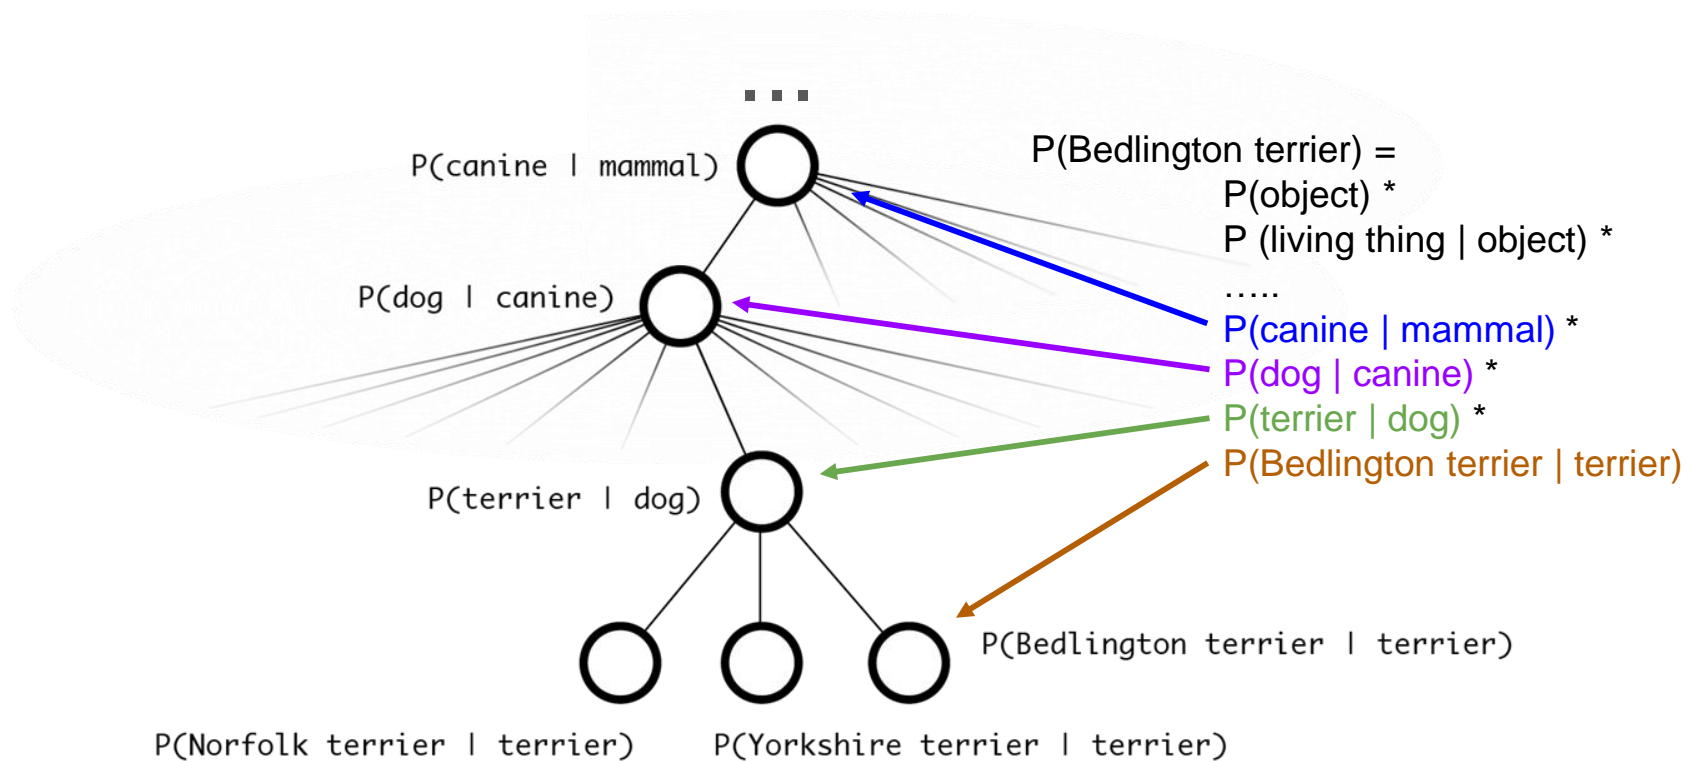 ...
P(canine | mammal)
P(dog | canine)
P(terrier | dog)
P(Bedlington terrier | terrier)
P(Norfolk terrier | terrier)
P(Yorkshire terrier | terrier)
P(Bedlington terrier) =
P(object) *
P (living thing | object) *
.....
P(canine | mammal) *
P(dog | canine) *
P(terrier | dog) *
P(Bedlington terrier | terrier)